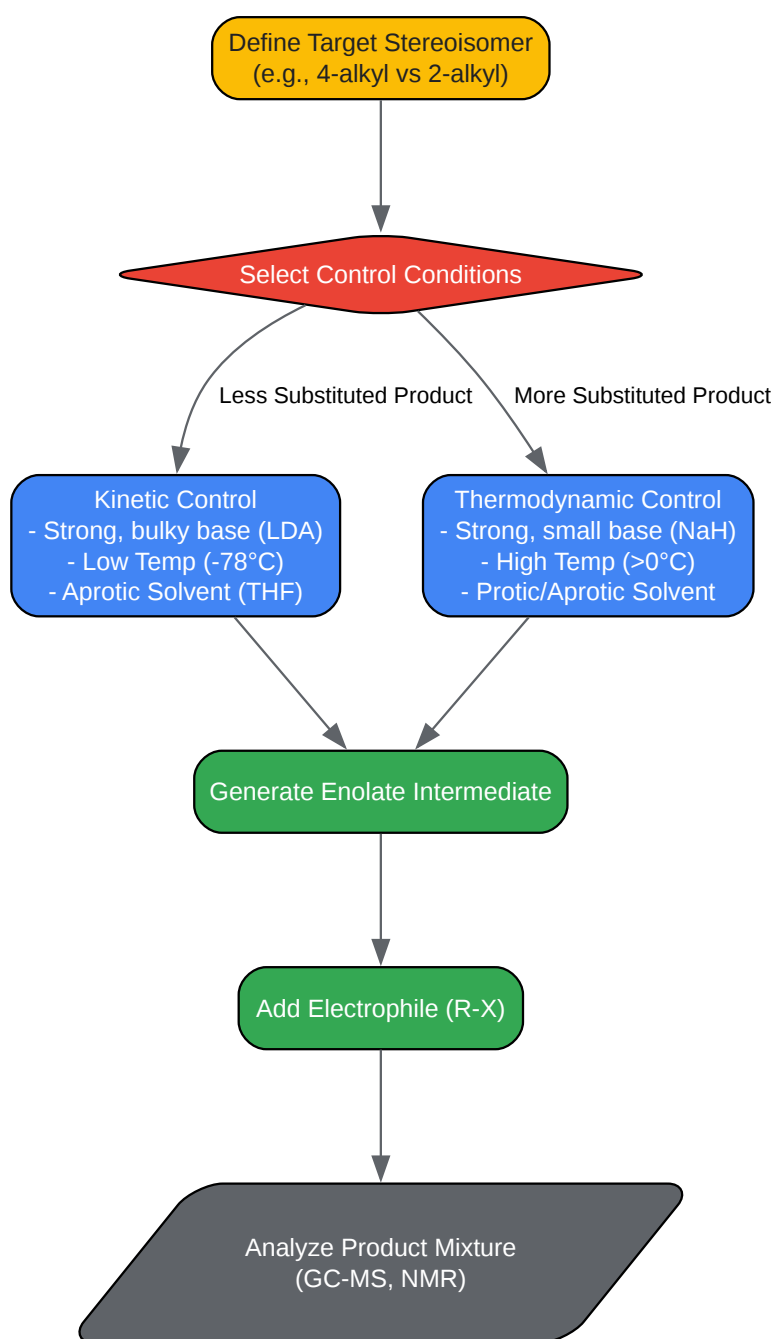 Define Target Stereoisomer
(e.g., 4-alkyl vs 2-alkyl)
Select Control Conditions
Less Substituted Product
More Substituted Product
Kinetic Control
- Strong, bulky base (LDA)
- Low Temp (-78°C)
- Aprotic Solvent (THF)
Thermodynamic Control
- Strong, small base (NaH)
- High Temp (>0°C)
- Protic/Aprotic Solvent
Generate Enolate Intermediate
Add Electrophile (R-X)
Analyze Product Mixture
(GC-MS, NMR)